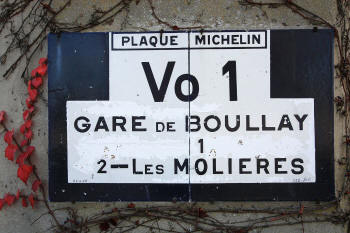 PLAQUE MICHELIN
Vo 1
GARE DE BOULLAY
1
2—LES MOLIERES